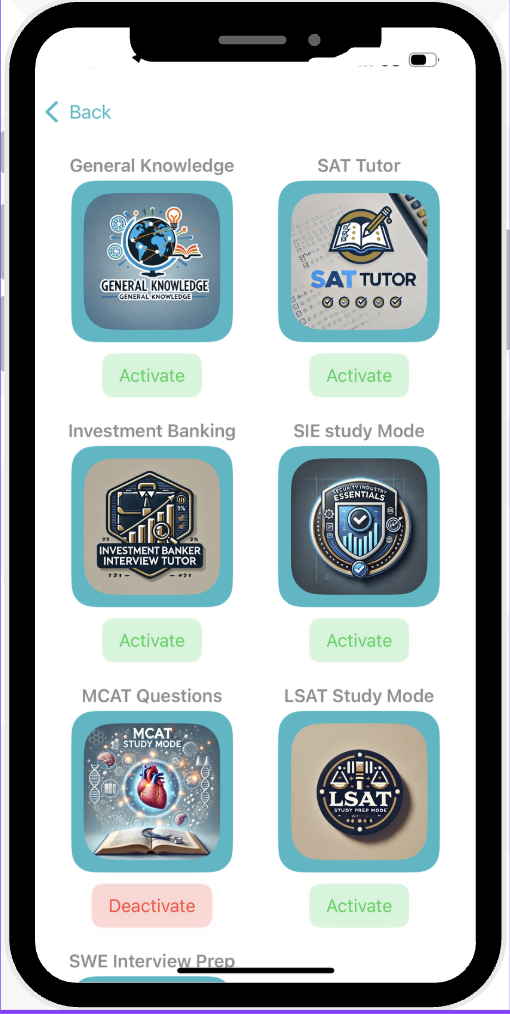 Back
General Knowledge
SAT Tutor
GENERAL KNOWLEDGE
GENERAL KNOWLEDGE
SAT TUTOR
Activate
Activate
Investment Banking
SIE study Mode
INVESTMENT BANKER
INTERVIEW TUTOR
SECURITY INDUSTRY
ESSENTIALS
Activate
Activate
MCAT Questions
LSAT Study Mode
MCAT
STUDY MODE
LSAT
STUDY PREP MODE
Deactivate
Activate
SWE Interview Prep